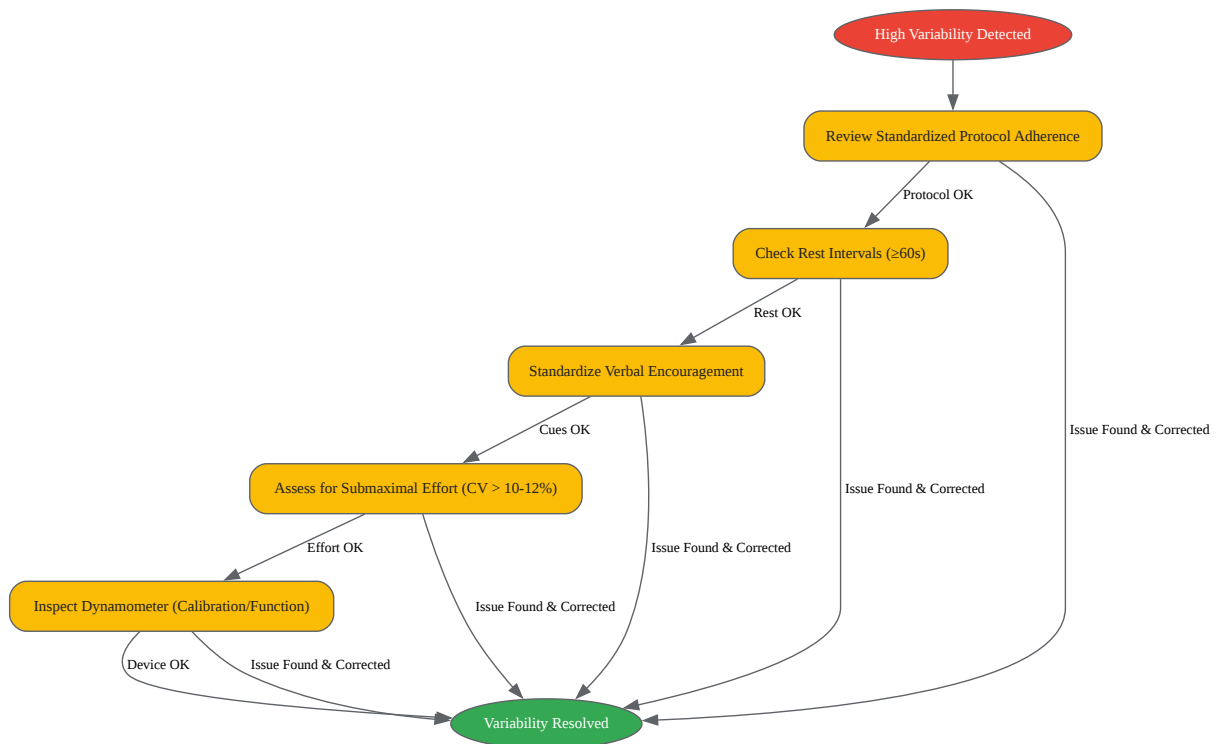 High Variability Detected
Review Standardized Protocol Adherence
Protocol OK
Check Rest Intervals (≥60s)
Rest OK
Standardize Verbal Encouragement
Cues OK
Issue Found & Corrected
Assess for Submaximal Effort (CV > 10-12%)
Issue Found & Corrected
Effort OK
Issue Found & Corrected
Inspect Dynamometer (Calibration/Function)
Issue Found & Corrected
Device OK
Issue Found & Corrected
Variability Resolved